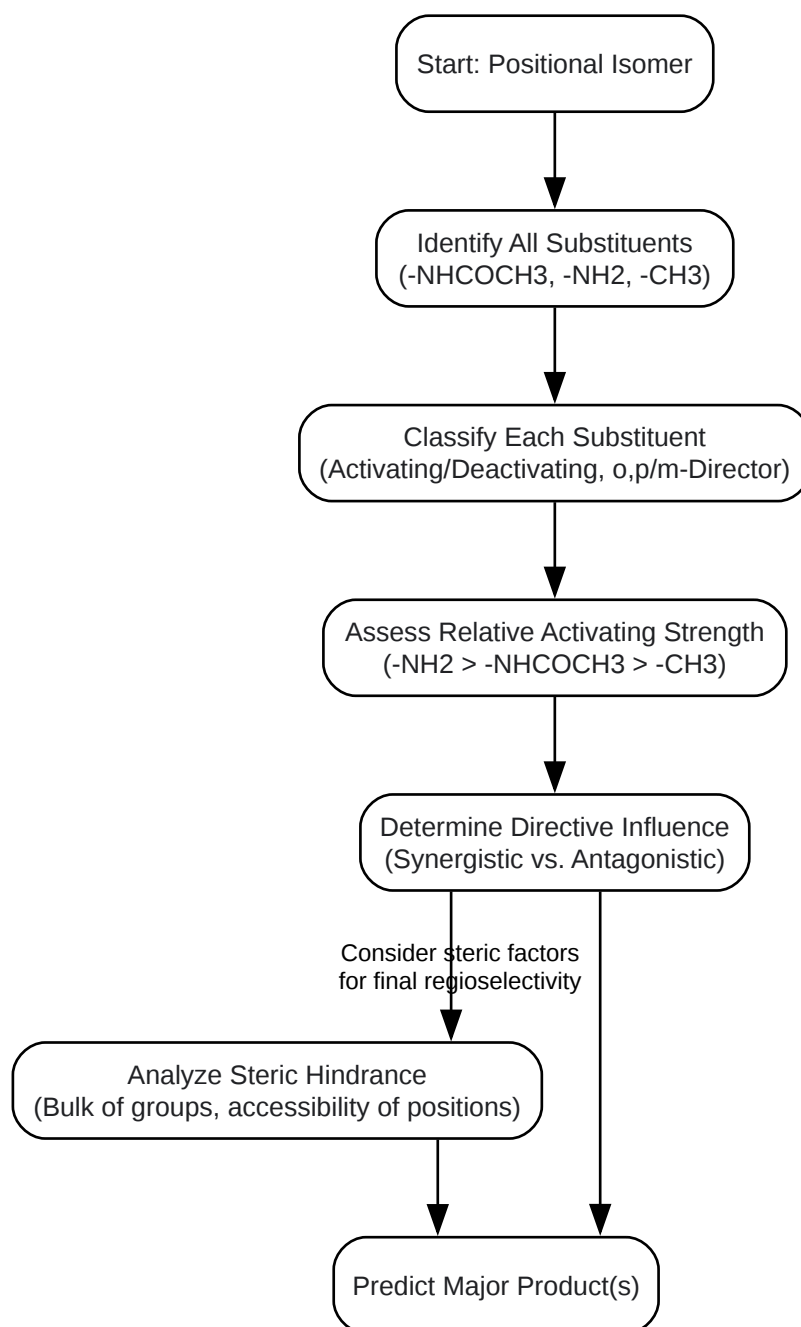 Start: Positional Isomer
Identify All Substituents
(-NHCOCH3, -NH2, -CH3)
Classify Each Substituent
(Activating/Deactivating, o,p/m-Director)
Assess Relative Activating Strength
(-NH2 > -NHCOCH3 > -CH3)
Determine Directive Influence
(Synergistic vs. Antagonistic)
Consider steric factors
for final regioselectivity
Analyze Steric Hindrance
(Bulk of groups, accessibility of positions)
Predict Major Product(s)